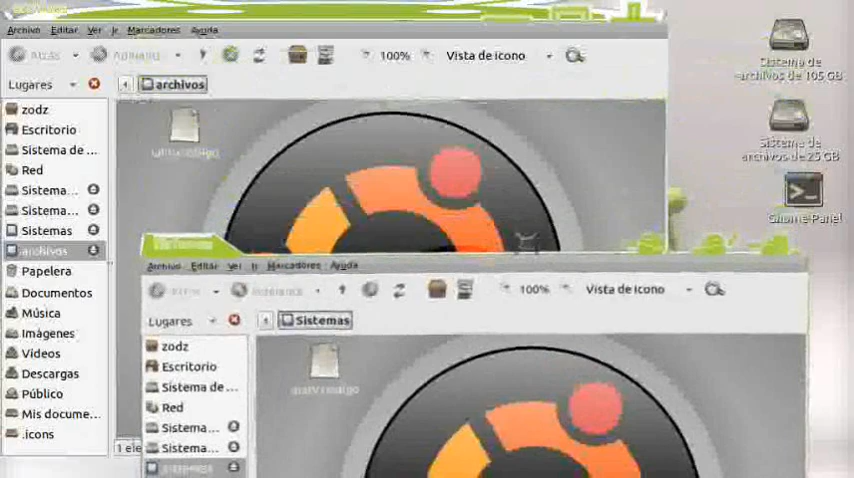 Archivo Editar Ver Ir Marcadores Ayuda
Atrás Adelante 100% Vista de icono
Lugares archivos
zodz
Escritorio
Sistema de ...
Red
Sistema...
Sistema...
Sistemas
archivos
Papelera
Documentos
Música
Imágenes
Vídeos
Descargas
Público
Mis docume...
.icons
1 ele
Sistema de
archivos de 105 GB
Sistema de
archivos de 25 GB
Gnome Panel
Archivo Editar Ver Ir Marcadores Ayuda
100% Vista de icono
Lugares Sistemas
zodz
Escritorio
Sistema de ...
Red
Sistema...
Sistema...